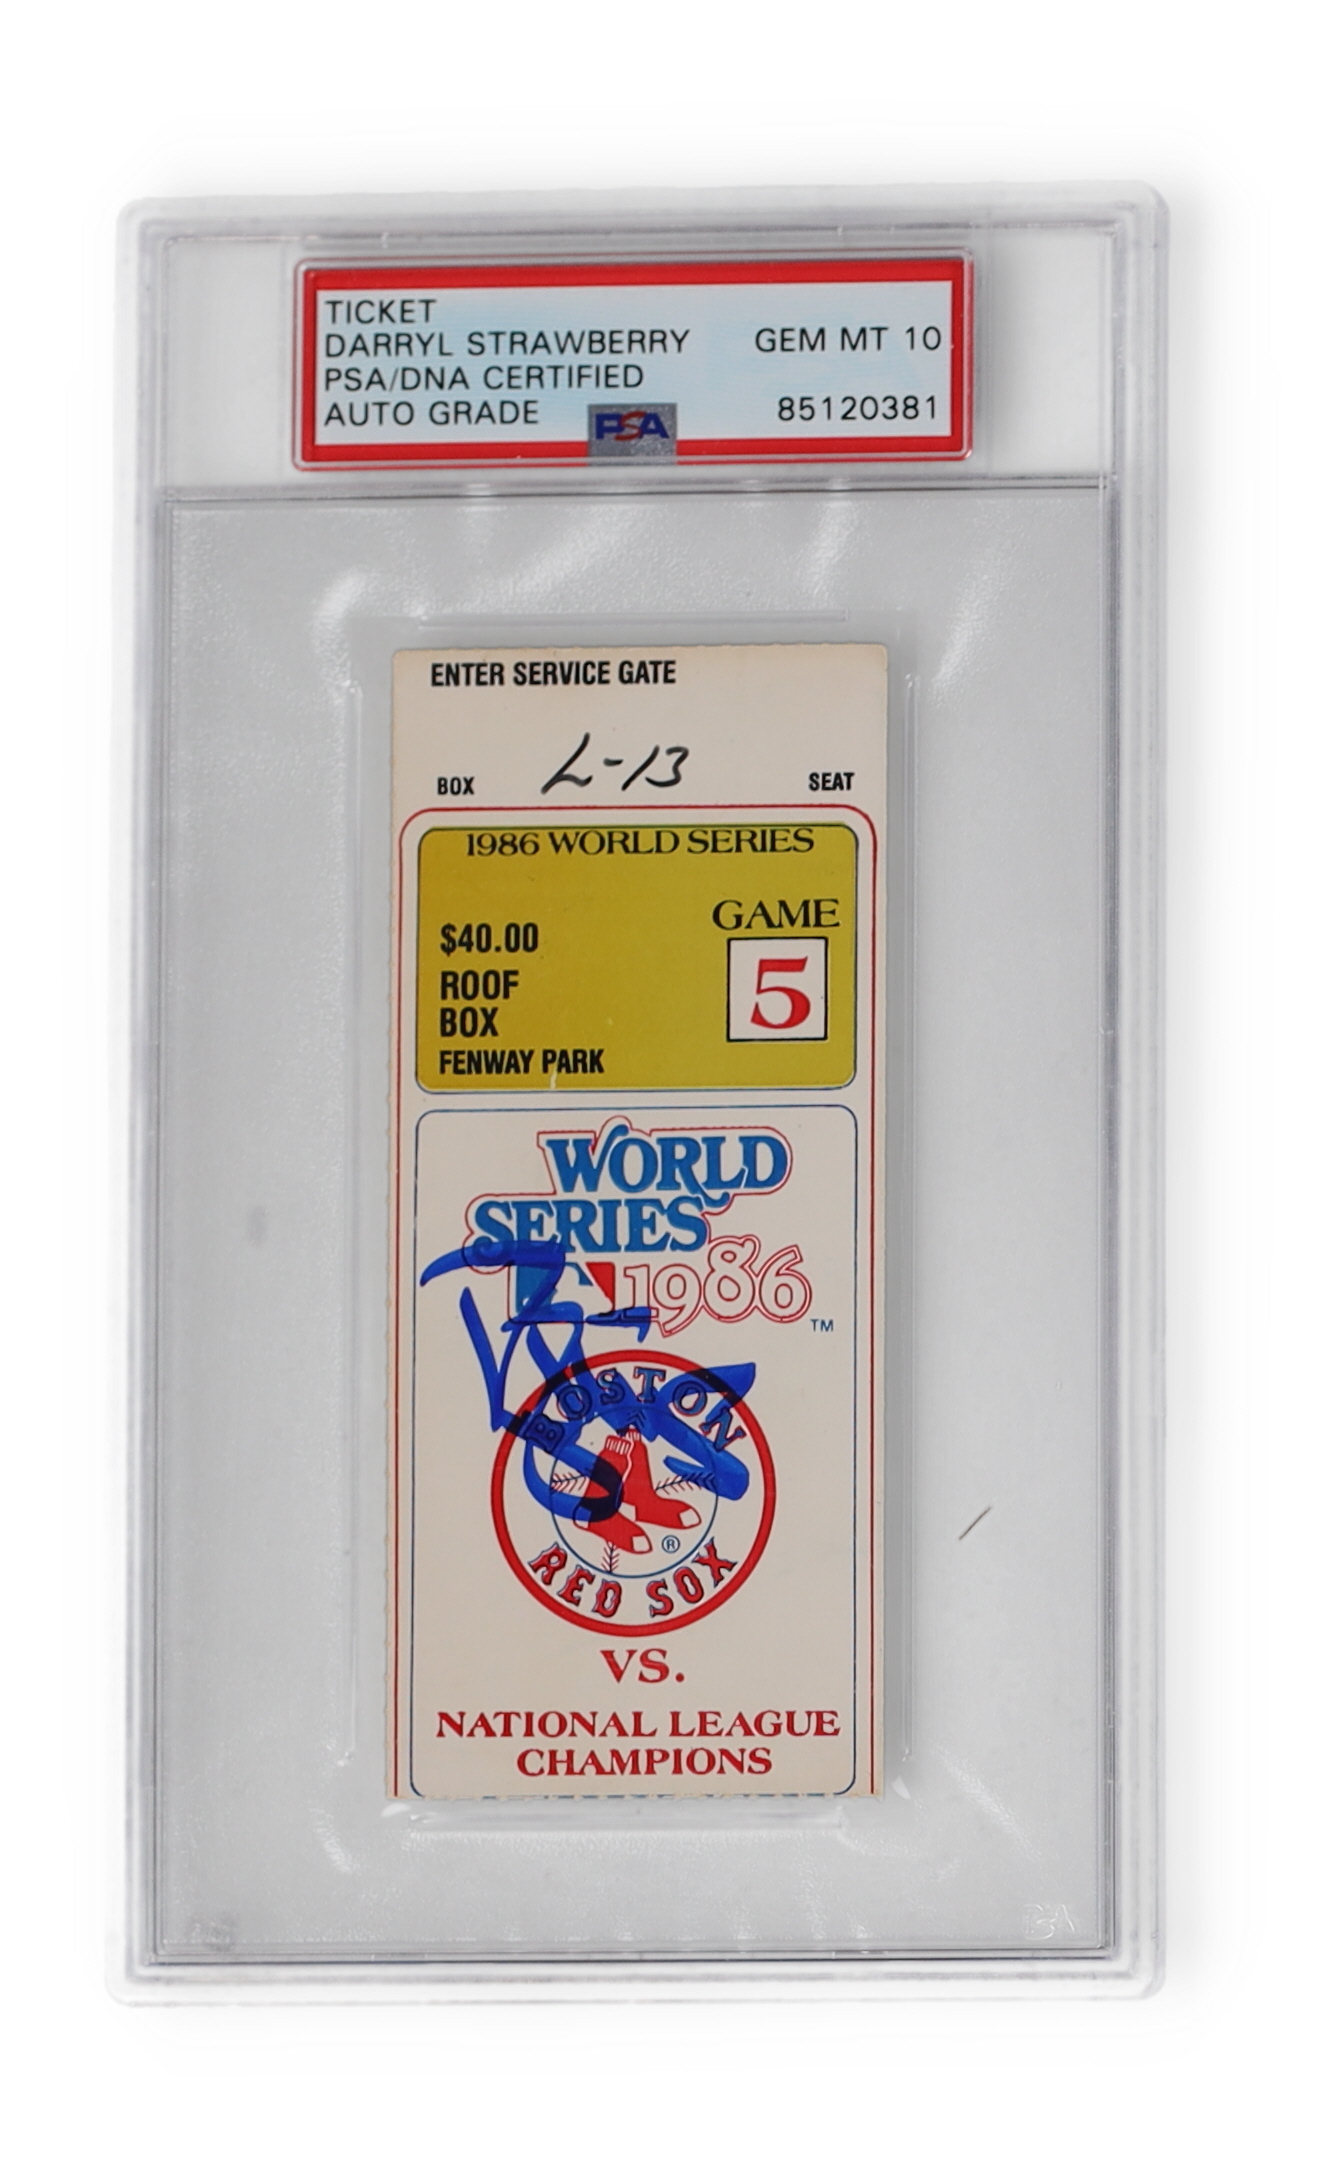 TICKET
DARRYL STRAWBERRY GEM MT 10
PSA/DNA CERTIFIED
AUTO GRADE 85120381
PSA
ENTER SERVICE GATE
L-13
BOX SEAT
1986 WORLD SERIES
GAME
$40.00
5
ROOF
BOX
FENWAY PARK
WORLD
SERIES
1986
TM
BOSTON
®
RED SOX
VS.
NATIONAL LEAGUE
CHAMPIONS